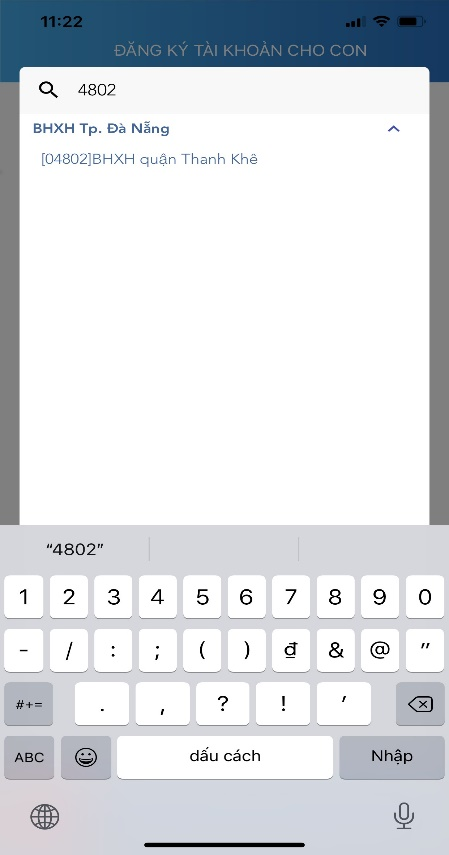 11:22
ĐĂNG KÝ TÀI KHOẢN CHO CON
4802
BHXH Tp. Đà Nẵng
[04802]BHXH quận Thanh Khê
“4802”
1 2 3 4 5 6 7 8 9 0
- / : ; ( ) ₫ & @ ”
#+= . , ? ! ’
ABC dấu cách Nhập